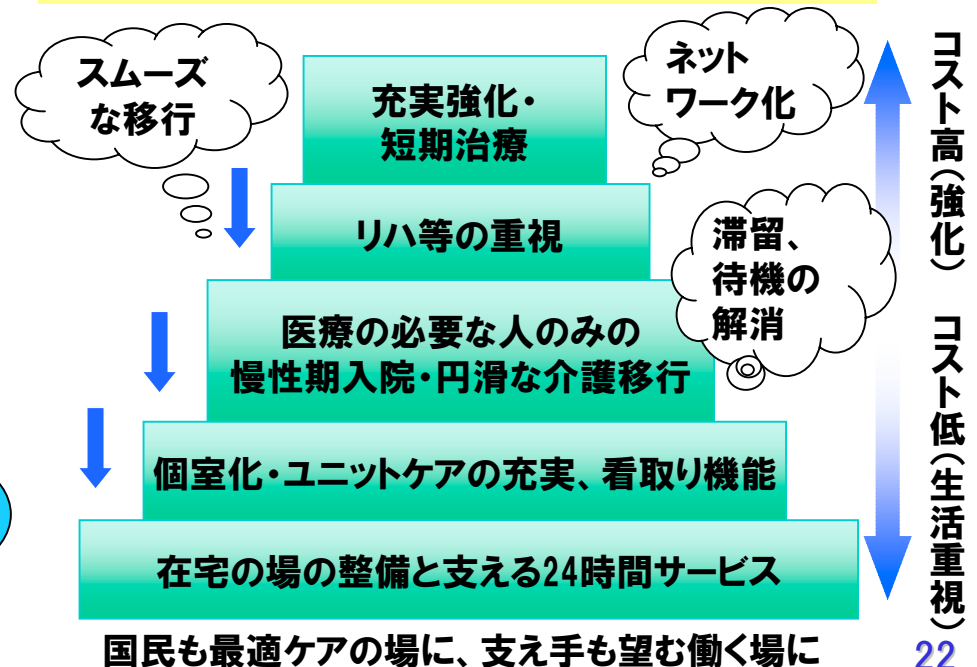 スムーズ
な移行
ネット
ワーク化
充実強化・
短期治療
リハ等の重視
滞留、
待機の
解消
医療の必要な人のみの
慢性期入院・円滑な介護移行
個室化・ユニットケアの充実、看取り機能
在宅の場の整備と支える24時間サービス
国民も最適ケアの場に、支え手も望む働く場に
コスト高(強化)
コスト低(生活重視)
22